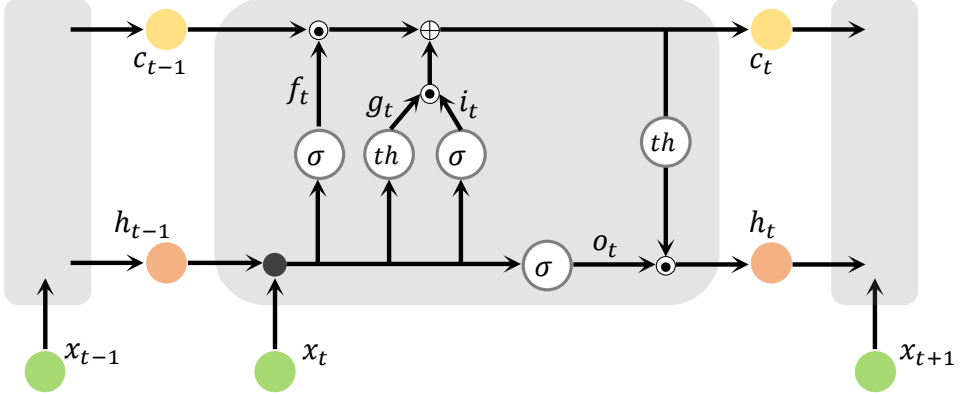 c_{t−1}
c_t
f_t
g_t
i_t
σ
th
σ
th
h_{t−1}
o_t
h_t
σ
x_{t−1}
x_t
x_{t+1}